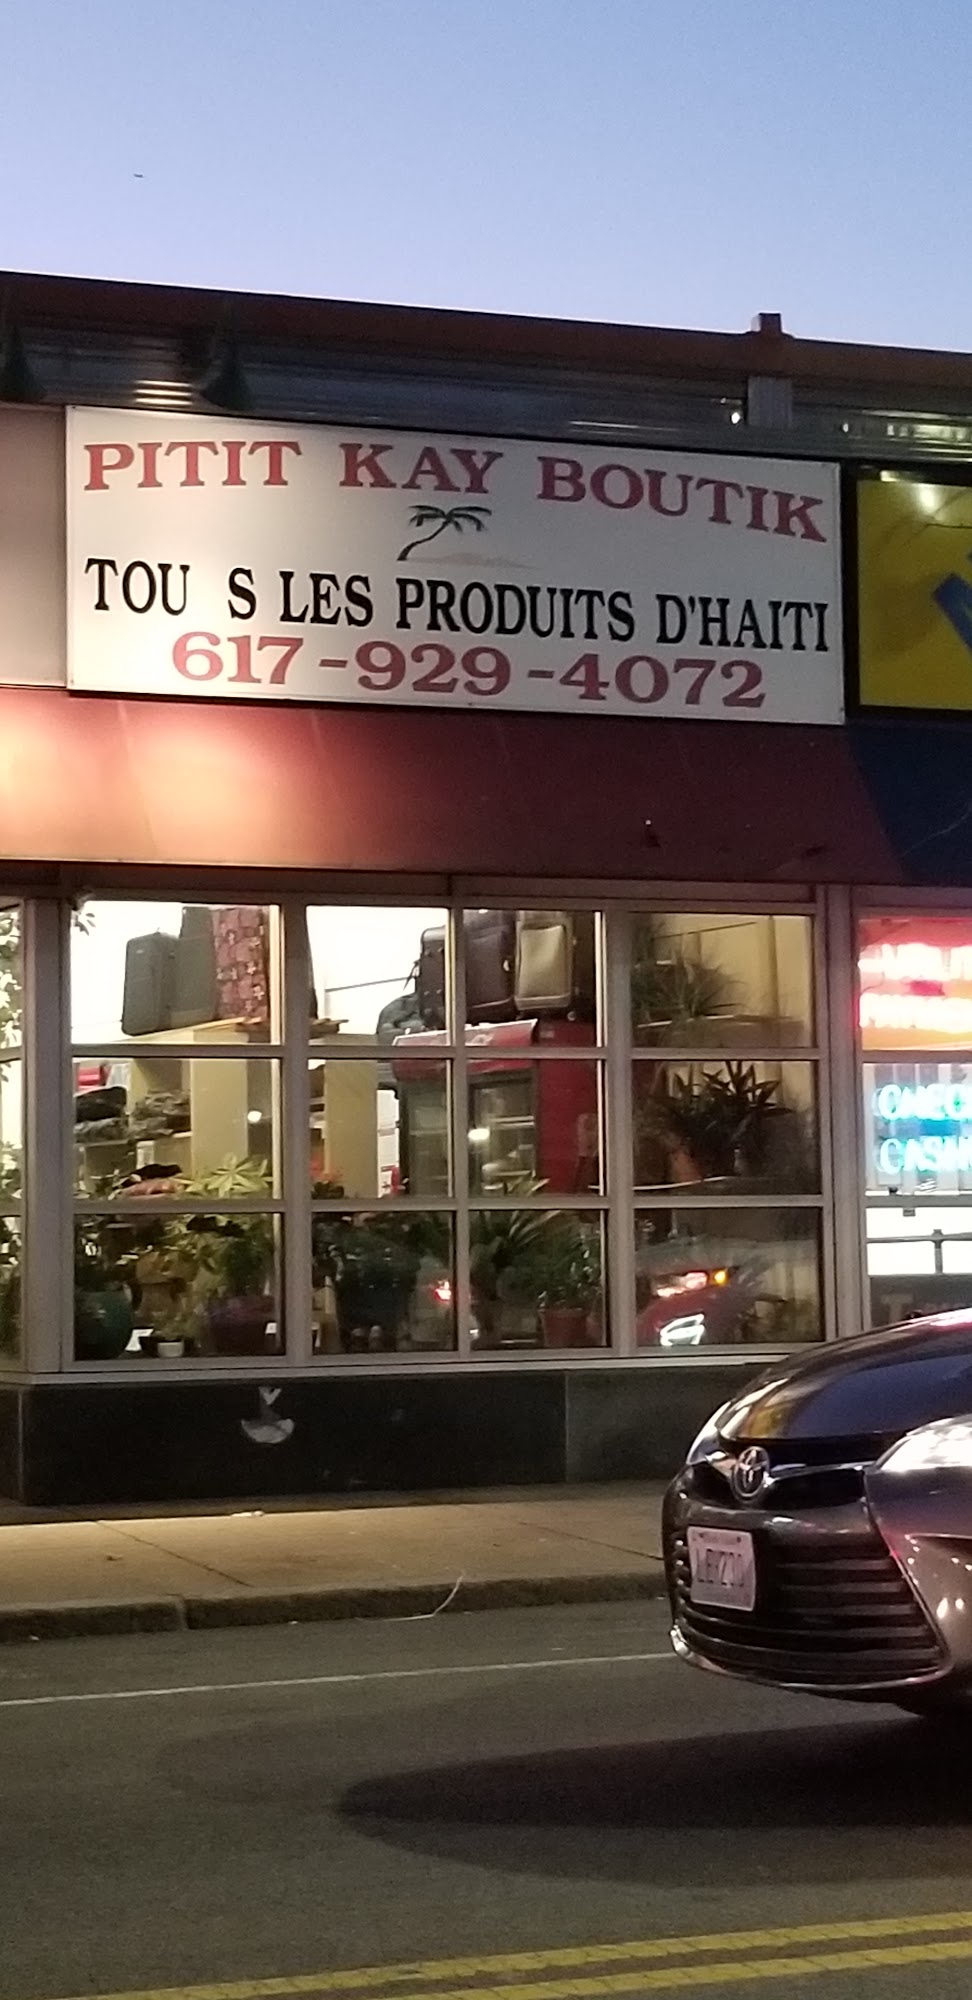 PITIT KAY BOUTIK
TOU S LES PRODUITS D'HAITI
617-929-4072